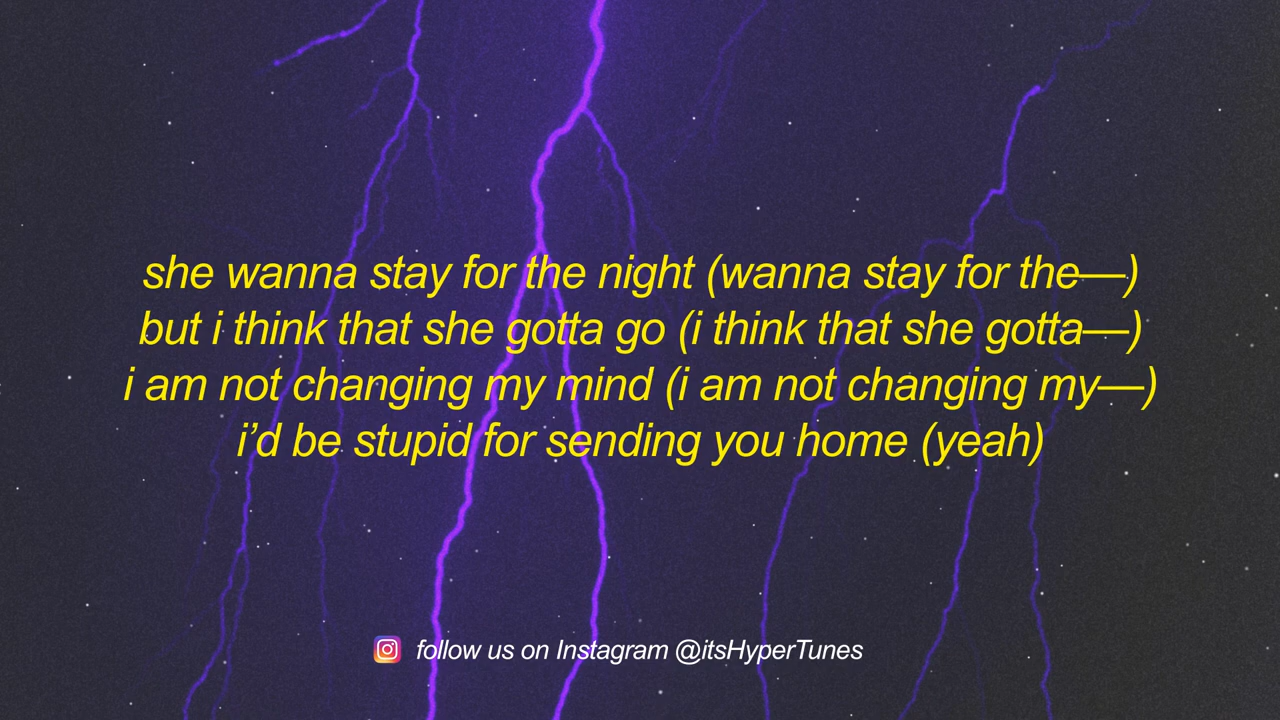 she wanna stay for the night (wanna stay for the—)
but i think that she gotta go (i think that she gotta—)
i am not changing my mind (i am not changing my—)
i’d be stupid for sending you home (yeah)
follow us on Instagram @itsHyperTunes